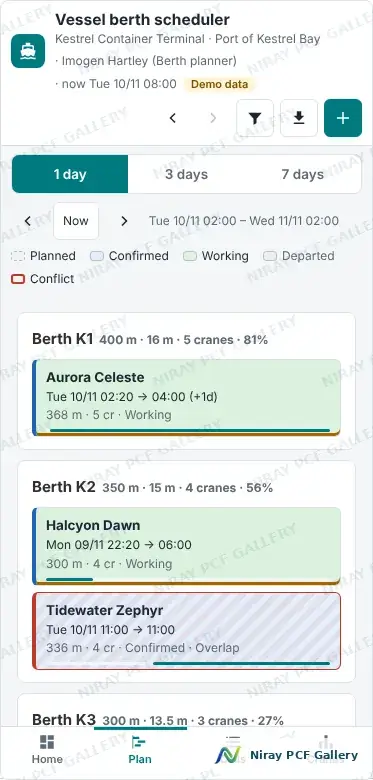 Vessel berth scheduler
Kestrel Container Terminal · Port of Kestrel Bay
· Imogen Hartley (Berth planner)
· now Tue 10/11 08:00 Demo data
1 day 3 days 7 days
Now Tue 10/11 02:00 – Wed 11/11 02:00
Planned Confirmed Working Departed
Conflict
Berth K1 400 m · 16 m · 5 cranes · 81%
Aurora Celeste
Tue 10/11 02:20 → 04:00 (+1d)
368 m · 5 cr · Working
Berth K2 350 m · 15 m · 4 cranes · 56%
Halcyon Dawn
Mon 09/11 22:20 → 06:00
300 m · 4 cr · Working
Tidewater Zephyr
Tue 10/11 11:00 → 11:00
336 m · 4 cr · Confirmed · Overlap
Berth K3 300 m · 13.5 m · 3 cranes · 27%
Home Plan
Niray PCF Gallery
NIRAY PCF GALLERY